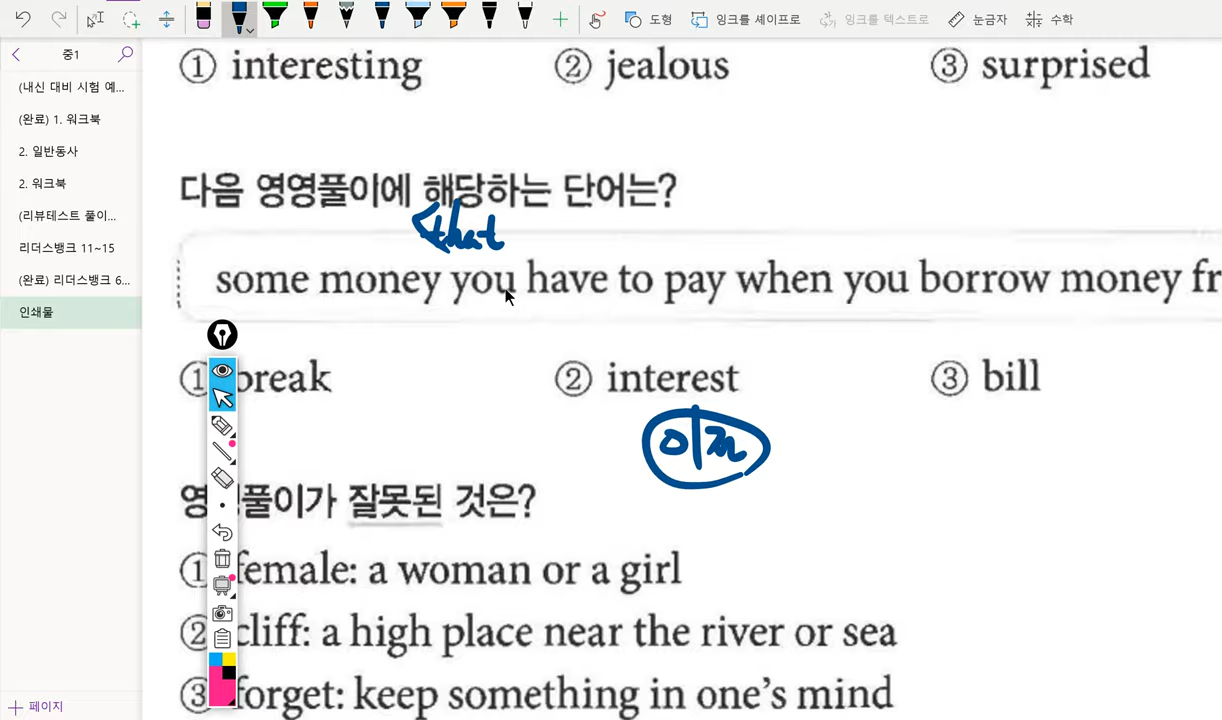 도형
잉크를 셰이프로
잉크를 텍스트로
눈금자
수학
중1
(내신 대비 시험 예...
(완료) 1. 워크북
2. 일반동사
2. 워크북
(리뷰테스트 풀이...
리더스뱅크 11~15
(완료) 리더스뱅크 6...
인쇄물
페이지
① interesting ② jealous ③ surprised
다음 영영풀이에 해당하는 단어는?
that
some money you have to pay when you borrow money fr
① break ② interest ③ bill
이자
영 풀이가 잘못된 것은?
① female: a woman or a girl
② cliff: a high place near the river or sea
③ forget: keep something in one's mind